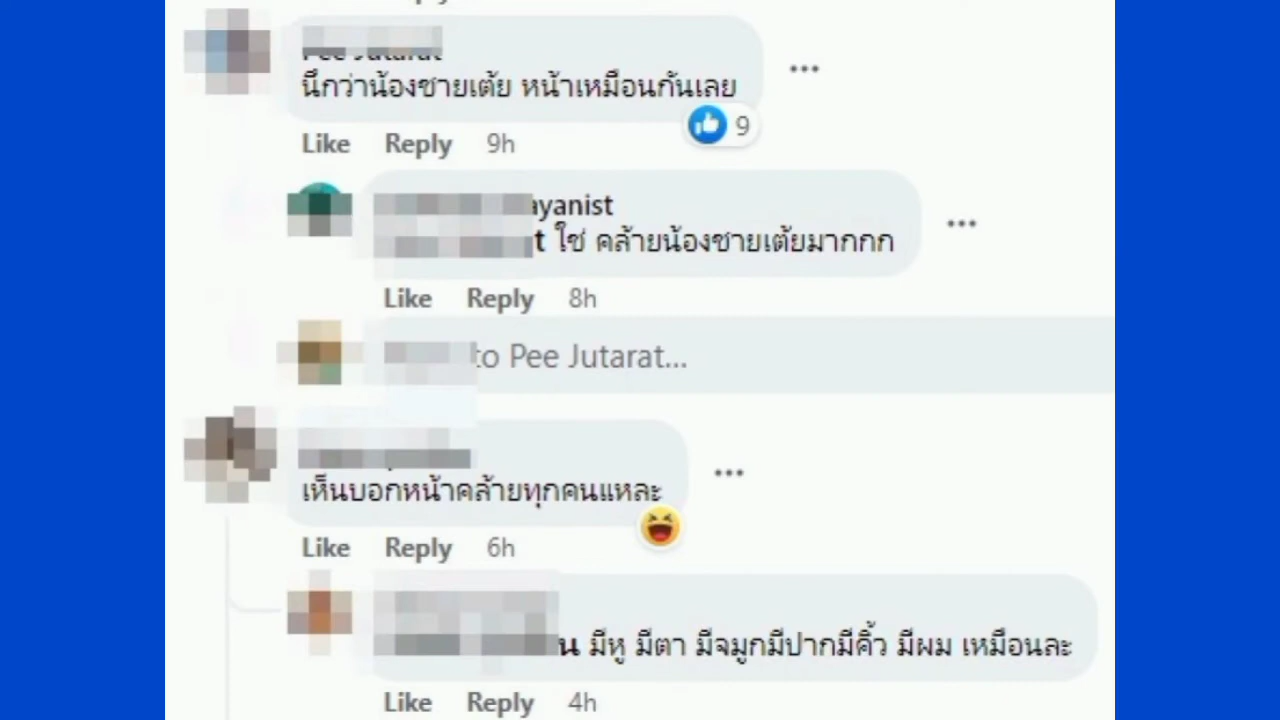 Reply
นึกว่าน้องชายเต้ย หน้าเหมือนกันเลย
9
Like Reply 9h
ayanist
t ใช่ คล้ายน้องชายเต้ยมากกก
Like Reply 8h
to Pee Jutarat...
เห็นบอกหน้าคล้ายทุกคนแหละ
Like Reply 6h
น มีหู มีตา มีจมูกมีปากมีคิ้ว มีผม เหมือนละ
Like Reply 4h